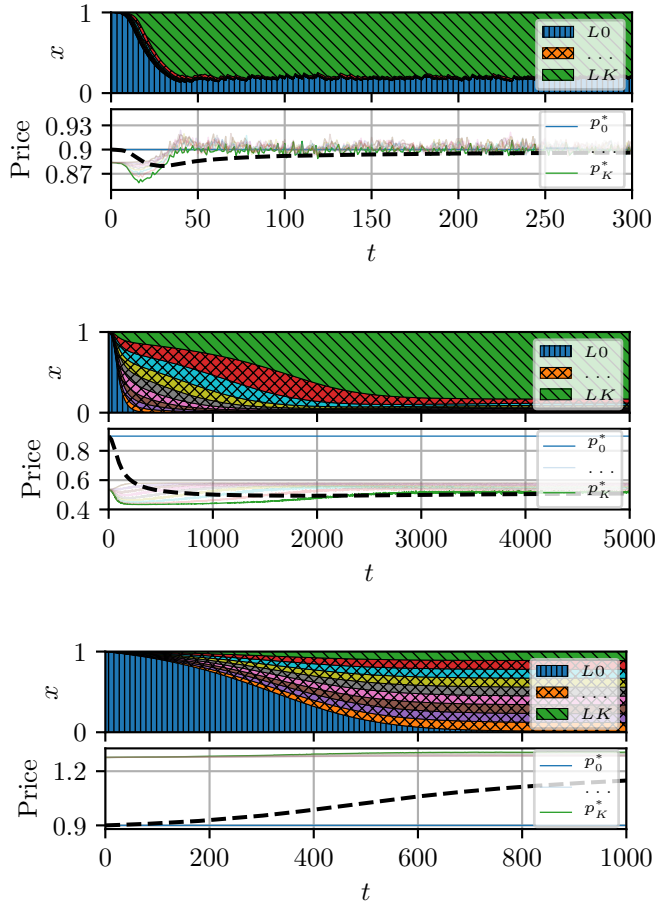 1
x
0
L0
...
LK
0.93
0.9
0.87
Price
p*0
...
p*K
0 50 100 150 200 250 300
t
1
x
0
L0
...
LK
0.8
0.6
0.4
Price
p*0
...
p*K
0 1000 2000 3000 4000 5000
t
1
x
0
L0
...
LK
1.2
0.9
Price
p*0
...
p*K
0 200 400 600 800 1000
t